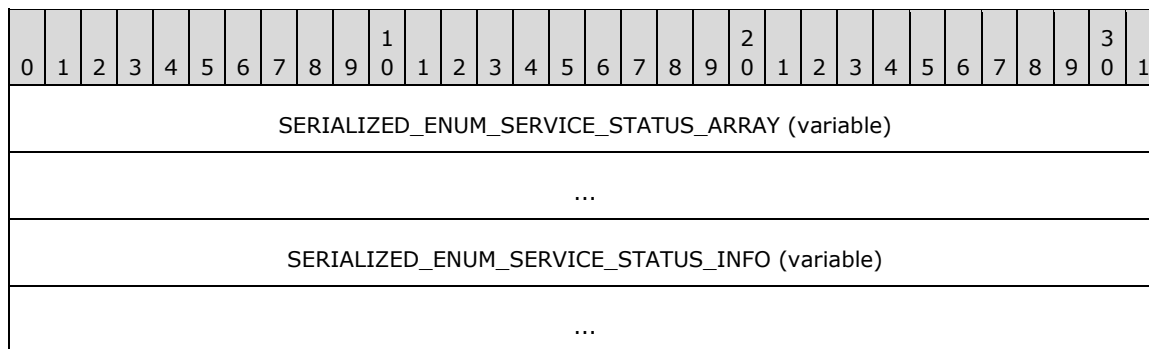 1 2 3
0 1 2 3 4 5 6 7 8 9 0 1 2 3 4 5 6 7 8 9 0 1 2 3 4 5 6 7 8 9 0 1
SERIALIZED_ENUM_SERVICE_STATUS_ARRAY (variable)
...
SERIALIZED_ENUM_SERVICE_STATUS_INFO (variable)
...